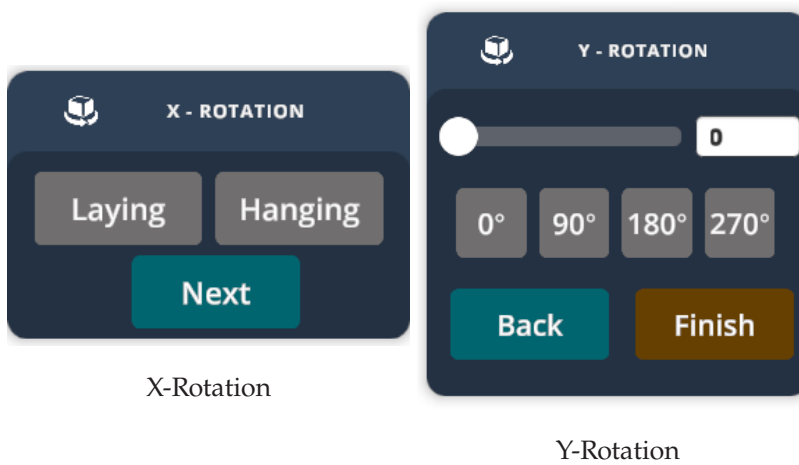 X - ROTATION
Laying Hanging
Next
X-Rotation
Y - ROTATION
0
0° 90° 180° 270°
Back Finish
Y-Rotation